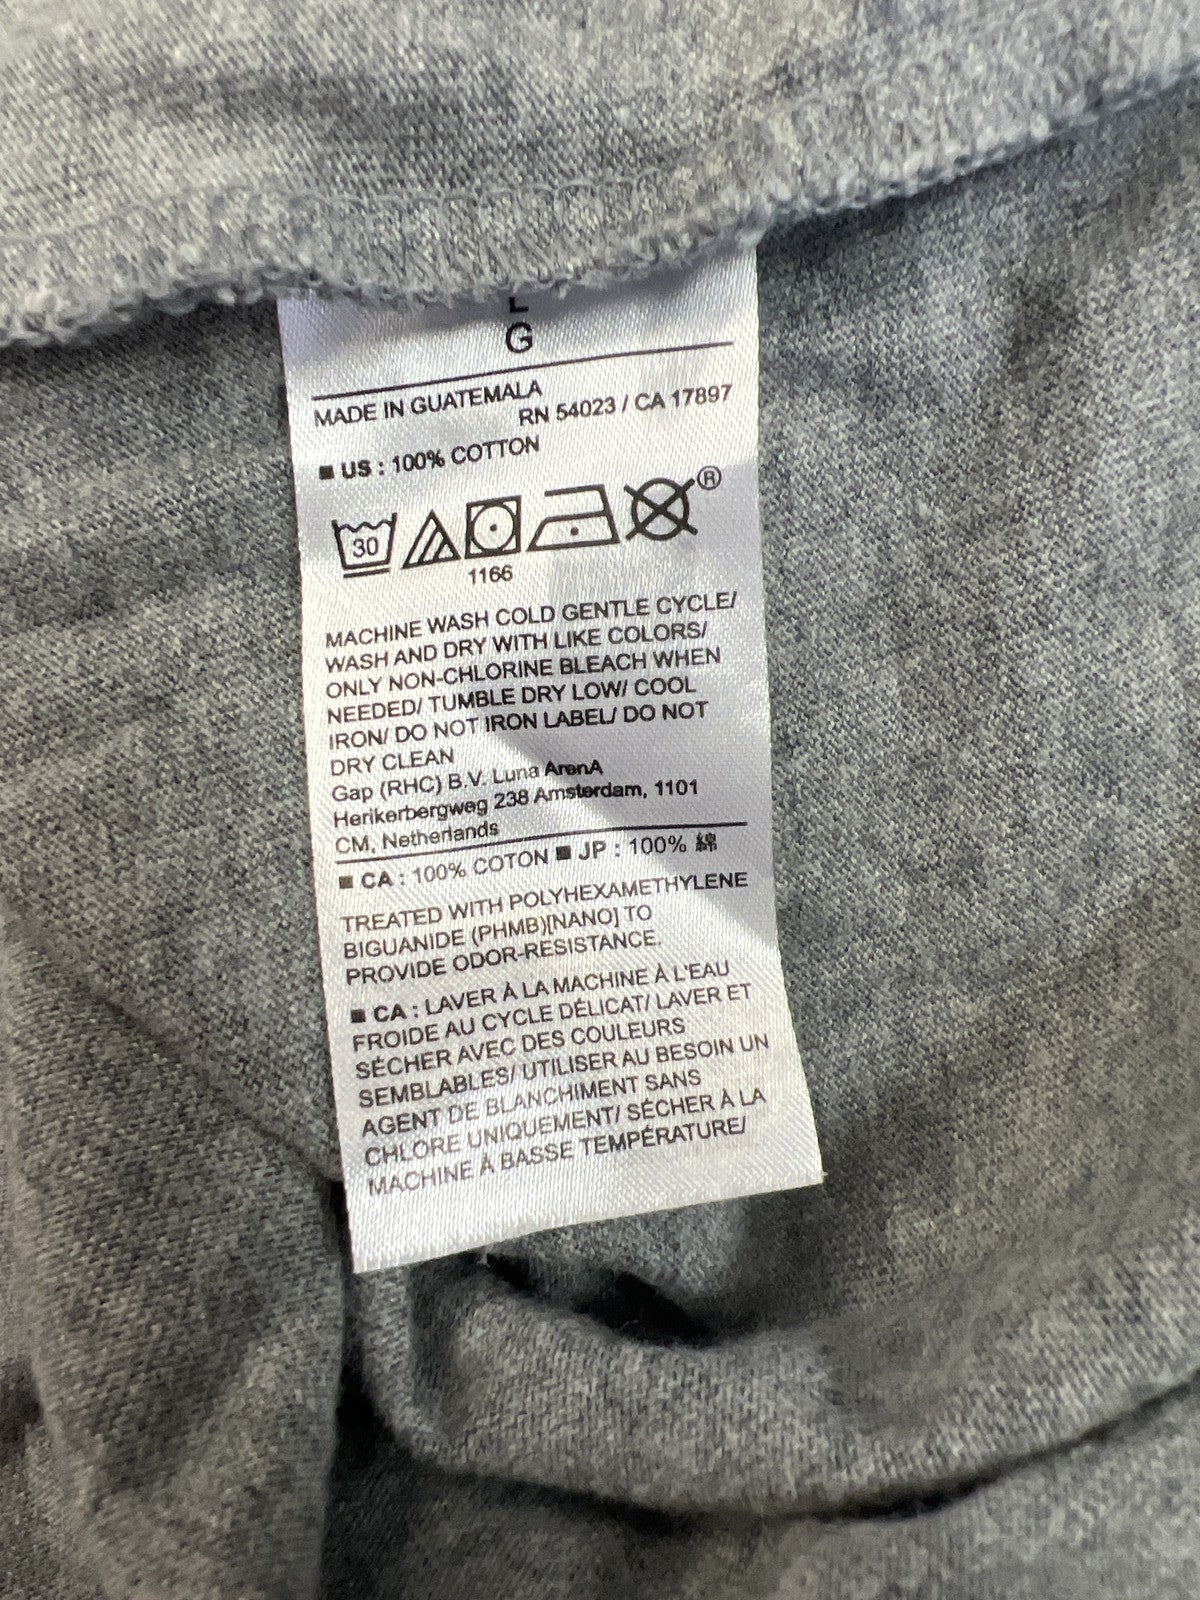 L
G
MADE IN GUATEMALA
RN 54023 / CA 17897
■ US : 100% COTTON
30
®
1166
MACHINE WASH COLD GENTLE CYCLE/
WASH AND DRY WITH LIKE COLORS/
ONLY NON-CHLORINE BLEACH WHEN
NEEDED/ TUMBLE DRY LOW/ COOL
IRON/ DO NOT IRON LABEL/ DO NOT
DRY CLEAN
Gap (RHC) B.V. Luna ArenA
Herikerbergweg 238 Amsterdam, 1101
CM, Netherlands
■ CA : 100% COTON ■ JP : 100% 綿
TREATED WITH POLYHEXAMETHYLENE
BIGUANIDE (PHMB)[NANO] TO
PROVIDE ODOR-RESISTANCE.
■ CA : LAVER À LA MACHINE À L'EAU
FROIDE AU CYCLE DÉLICAT/ LAVER ET
SÉCHER AVEC DES COULEURS
SEMBLABLES/ UTILISER AU BESOIN UN
AGENT DE BLANCHIMENT SANS
CHLORE UNIQUEMENT/ SÉCHER À LA
MACHINE À BASSE TEMPÉRATURE/